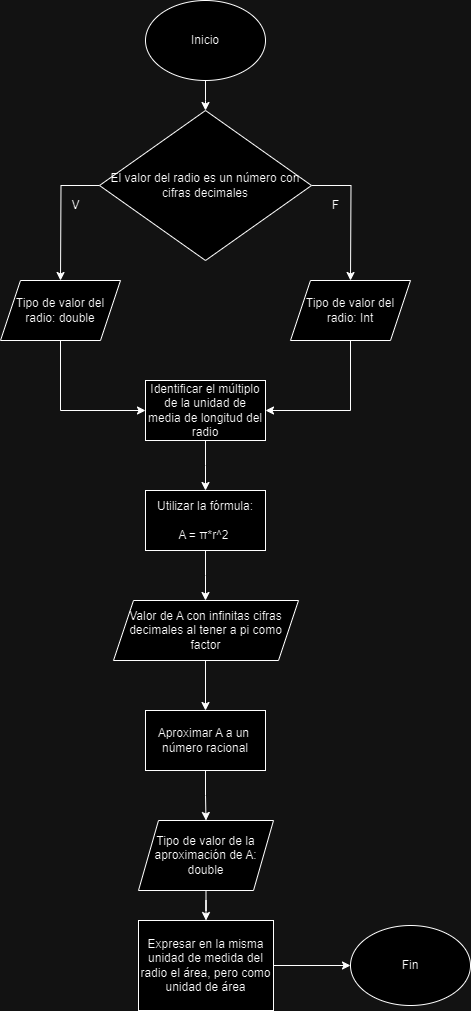 Inicio
El valor del radio es un número con
cifras decimales
V
F
Tipo de valor del
radio: double
Tipo de valor del
radio: Int
Identificar el múltiplo
de la unidad de
media de longitud del
radio
Utilizar la fórmula:
A = π*r^2
Valor de A con infinitas cifras
decimales al tener a pi como
factor
Aproximar A a un
número racional
Tipo de valor de la
aproximación de A:
double
Expresar en la misma
unidad de medida del
radio el área, pero como
unidad de área
Fin